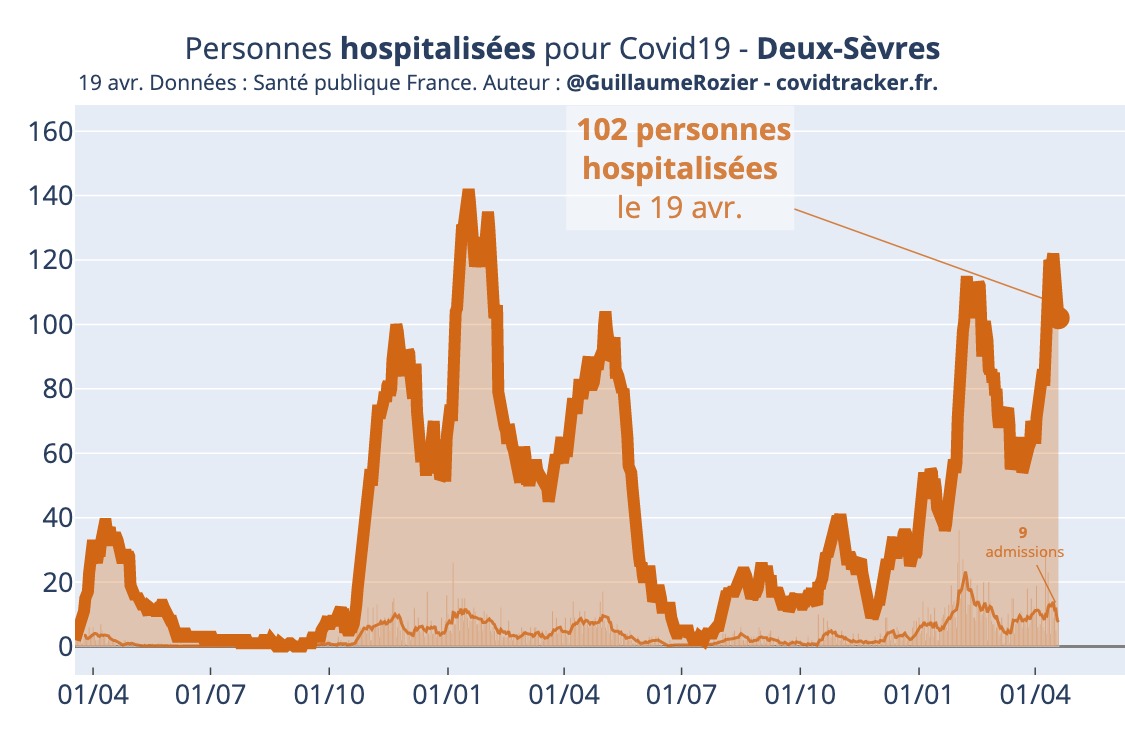 Personnes hospitalisées pour Covid19 - Deux-Sèvres
19 avr. Données : Santé publique France. Auteur : @GuillaumeRozier - covidtracker.fr.
160
102 personnes
hospitalisées
le 19 avr.
140
120
100
80
60
40
9
admissions
20
0
01/04 01/07 01/10 01/01 01/04 01/07 01/10 01/01 01/04